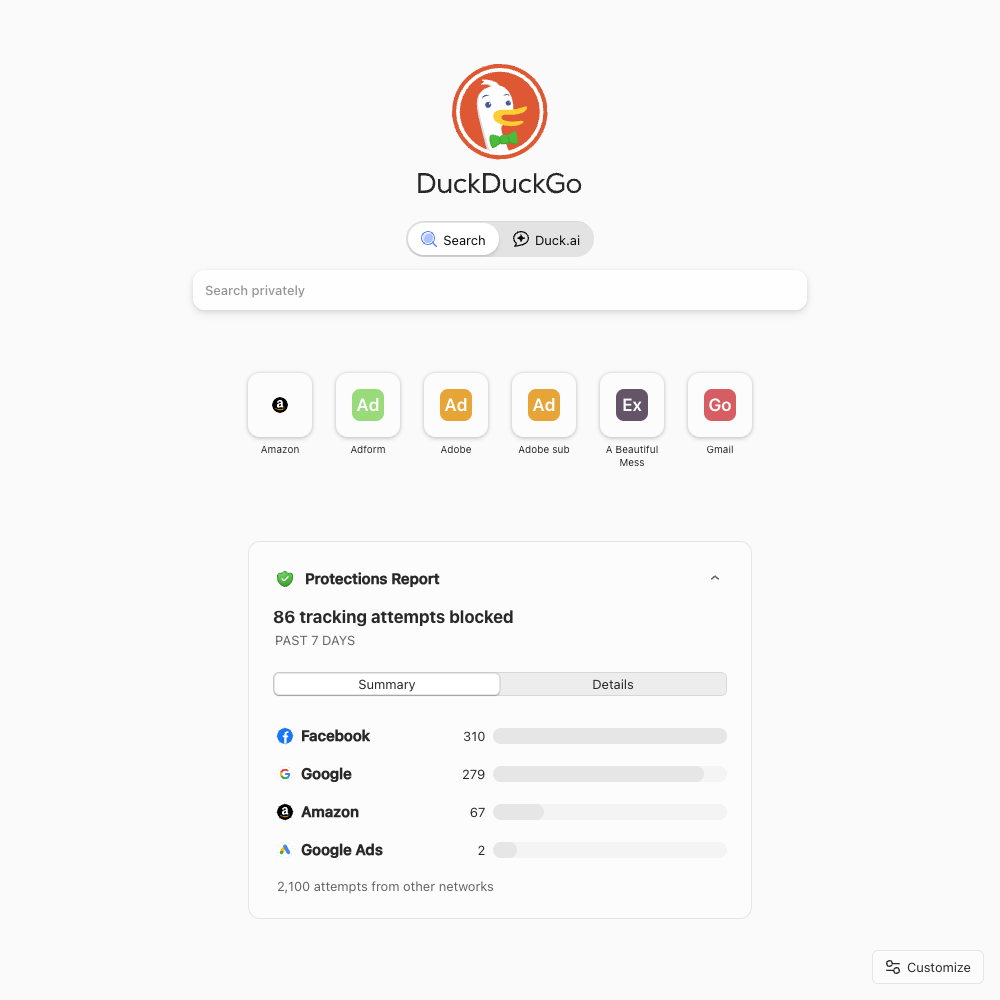 DuckDuckGo
Search
Duck.ai
Search privately
a
Ad
Ad
Ad
Ex
Go
Amazon
Adform
Adobe
Adobe sub
A Beautiful
Mess
Gmail
Protections Report
86 tracking attempts blocked
PAST 7 DAYS
Summary
Details
Facebook 310
Google 279
a Amazon 67
Google Ads 2
2,100 attempts from other networks
Customize